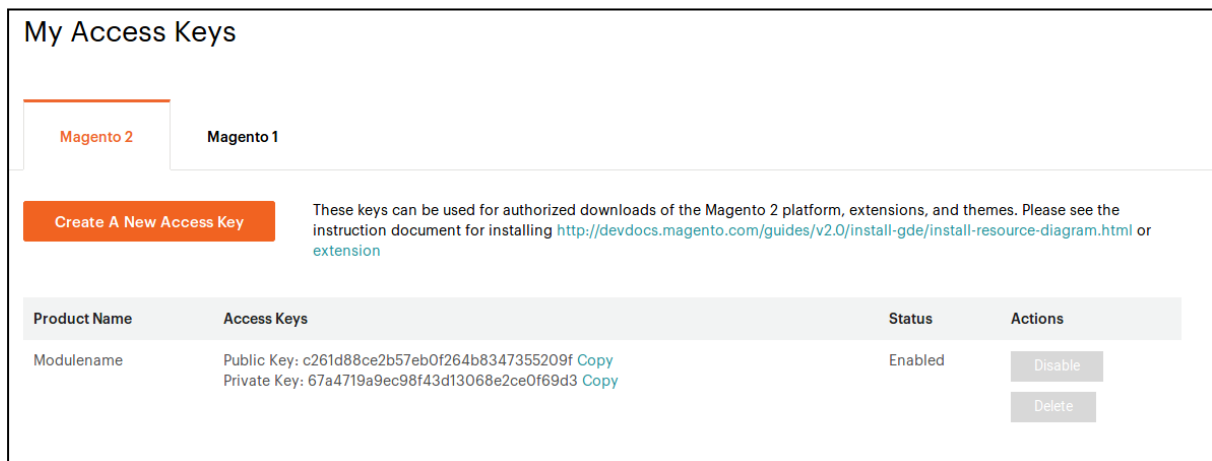 My Access Keys
Magento 2
Magento 1
Create A New Access Key
These keys can be used for authorized downloads of the Magento 2 platform, extensions, and themes. Please see the
instruction document for installing http://devdocs.magento.com/guides/v2.0/install-gde/install-resource-diagram.html or
extension
Product Name Access Keys Status Actions
Modulename Public Key: c261d88ce2b57eb0f264b8347355209f Copy Enabled Disable
Private Key: 67a4719a9ec98f43d13068e2ce0f69d3 Copy
Delete